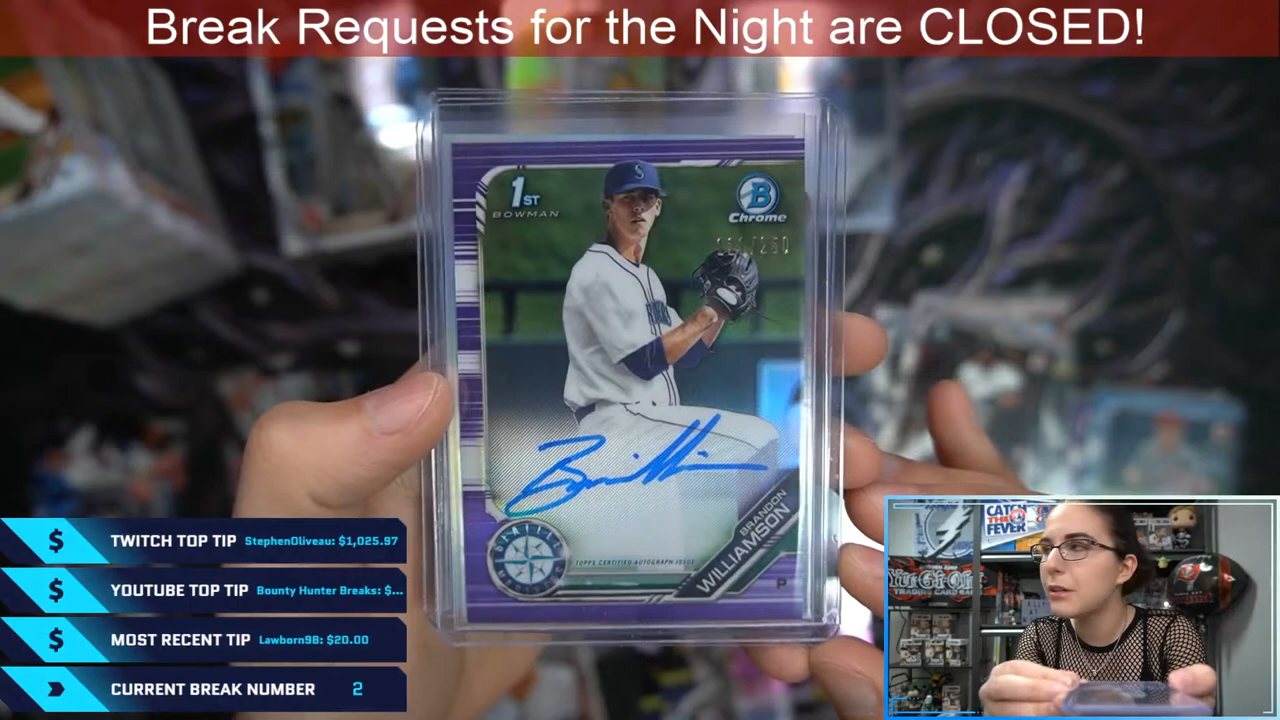 Break Requests for the Night are CLOSED!
1ST
BOWMAN
B
Chrome
BRANDON
WILLIAMSON
P
TOPPS CERTIFIED AUTOGRAPH ISSUE
CATCH
THE
FEVER
Yu-Gi-Oh!
TRADING CARD GAME
$ TWITCH TOP TIP StephenOliveau: $1,025.97
$ YOUTUBE TOP TIP Bounty Hunter Breaks: $...
$ MOST RECENT TIP Lawborn98: $20.00
CURRENT BREAK NUMBER 2